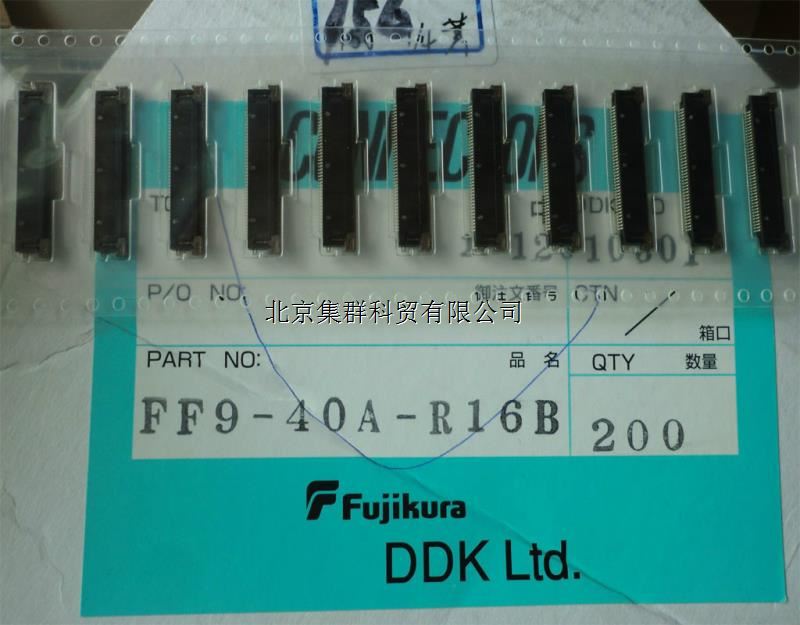 CONNECTORS
P/O NO:
御注文番号
CTN
箱口
北京集群科贸有限公司
PART NO:
品 名
QTY
数量
FF9-40A-R16B
200
Fujikura
DDK Ltd.